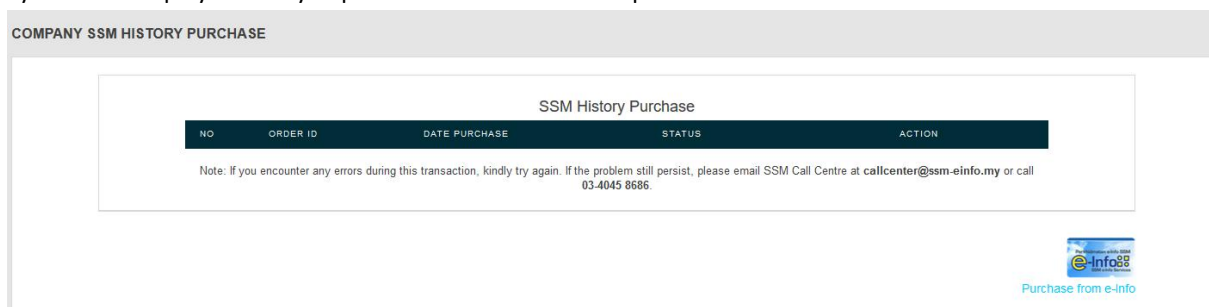 COMPANY SSM HISTORY PURCHASE
SSM History Purchase
NO ORDER ID DATE PURCHASE STATUS ACTION
Note: If you encounter any errors during this transaction, kindly try again. If the problem still persist, please email SSM Call Centre at callcenter@ssm-einfo.my or call
03-4045 8686.
e-Info
Purchase from e-Info